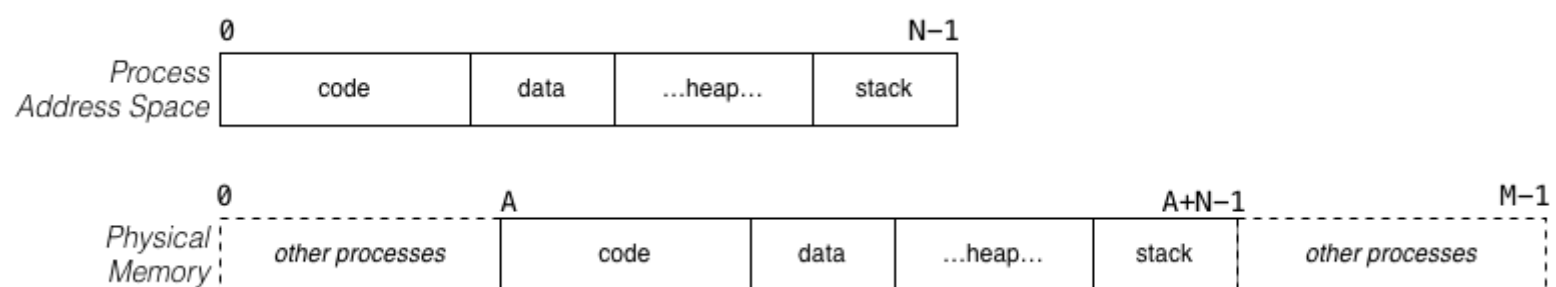 0 N−1
Process
Address Space
code data ...heap... stack
0 A A+N−1 M−1
Physical
Memory
other processes code data ...heap... stack other processes